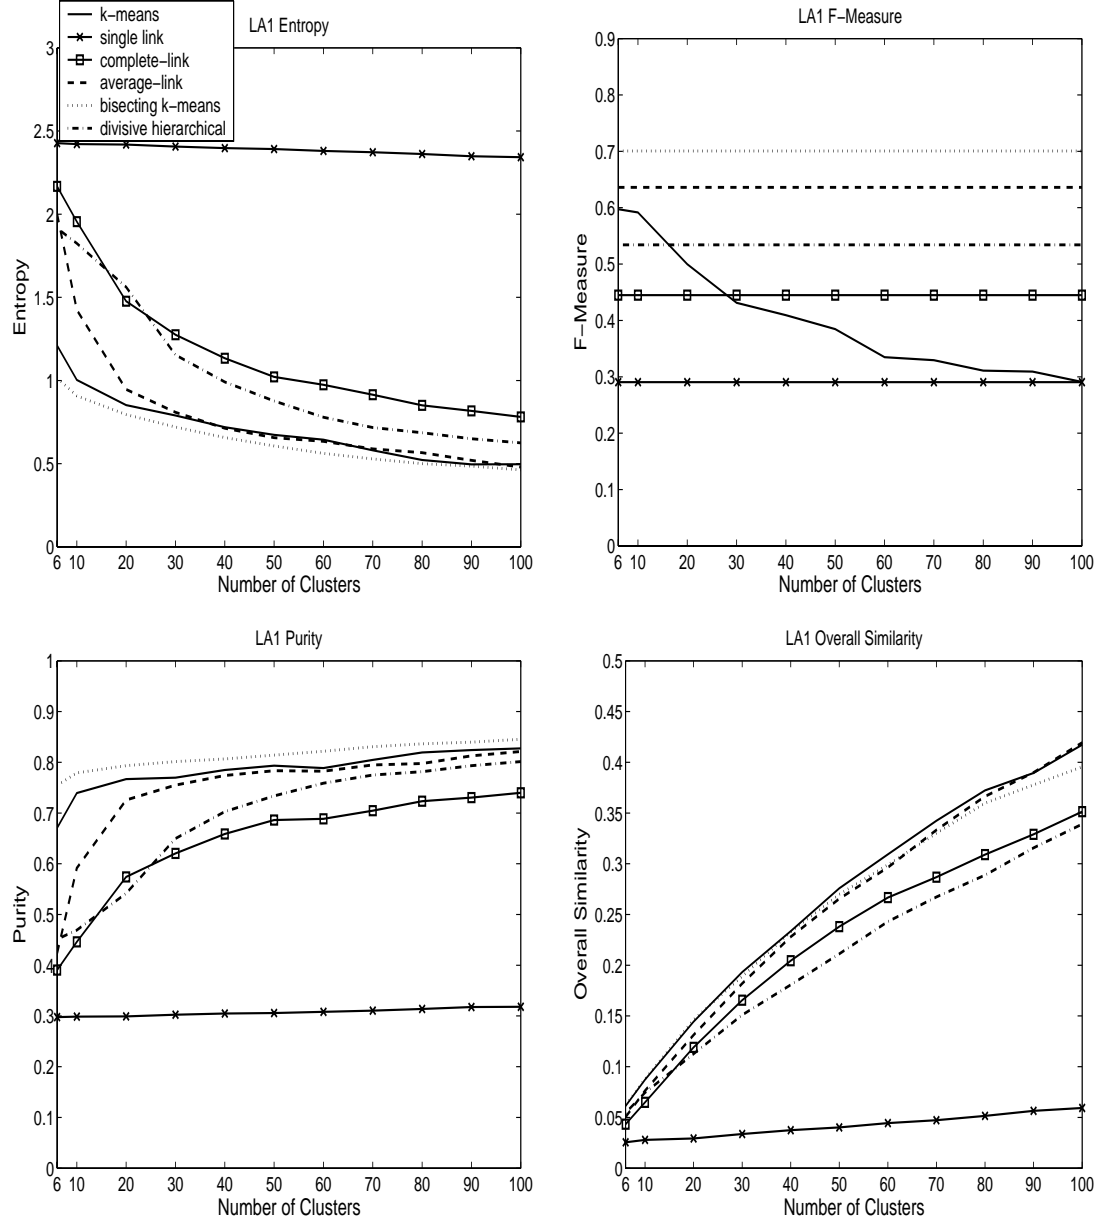 k−means
single link
complete−link
average−link
bisecting k−means
divisive hierarchical
LA1 Entropy
3
2.5
2
1.5
1
0.5
0
Entropy
6 10 20 30 40 50 60 70 80 90 100
Number of Clusters
LA1 F−Measure
0.9
0.8
0.7
0.6
0.5
0.4
0.3
0.2
0.1
0
F−Measure
6 10 20 30 40 50 60 70 80 90 100
Number of Clusters
LA1 Purity
1
0.9
0.8
0.7
0.6
0.5
0.4
0.3
0.2
0.1
0
Purity
6 10 20 30 40 50 60 70 80 90 100
Number of Clusters
LA1 Overall Similarity
0.5
0.45
0.4
0.35
0.3
0.25
0.2
0.15
0.1
0.05
0
Overall Similarity
6 10 20 30 40 50 60 70 80 90 100
Number of Clusters